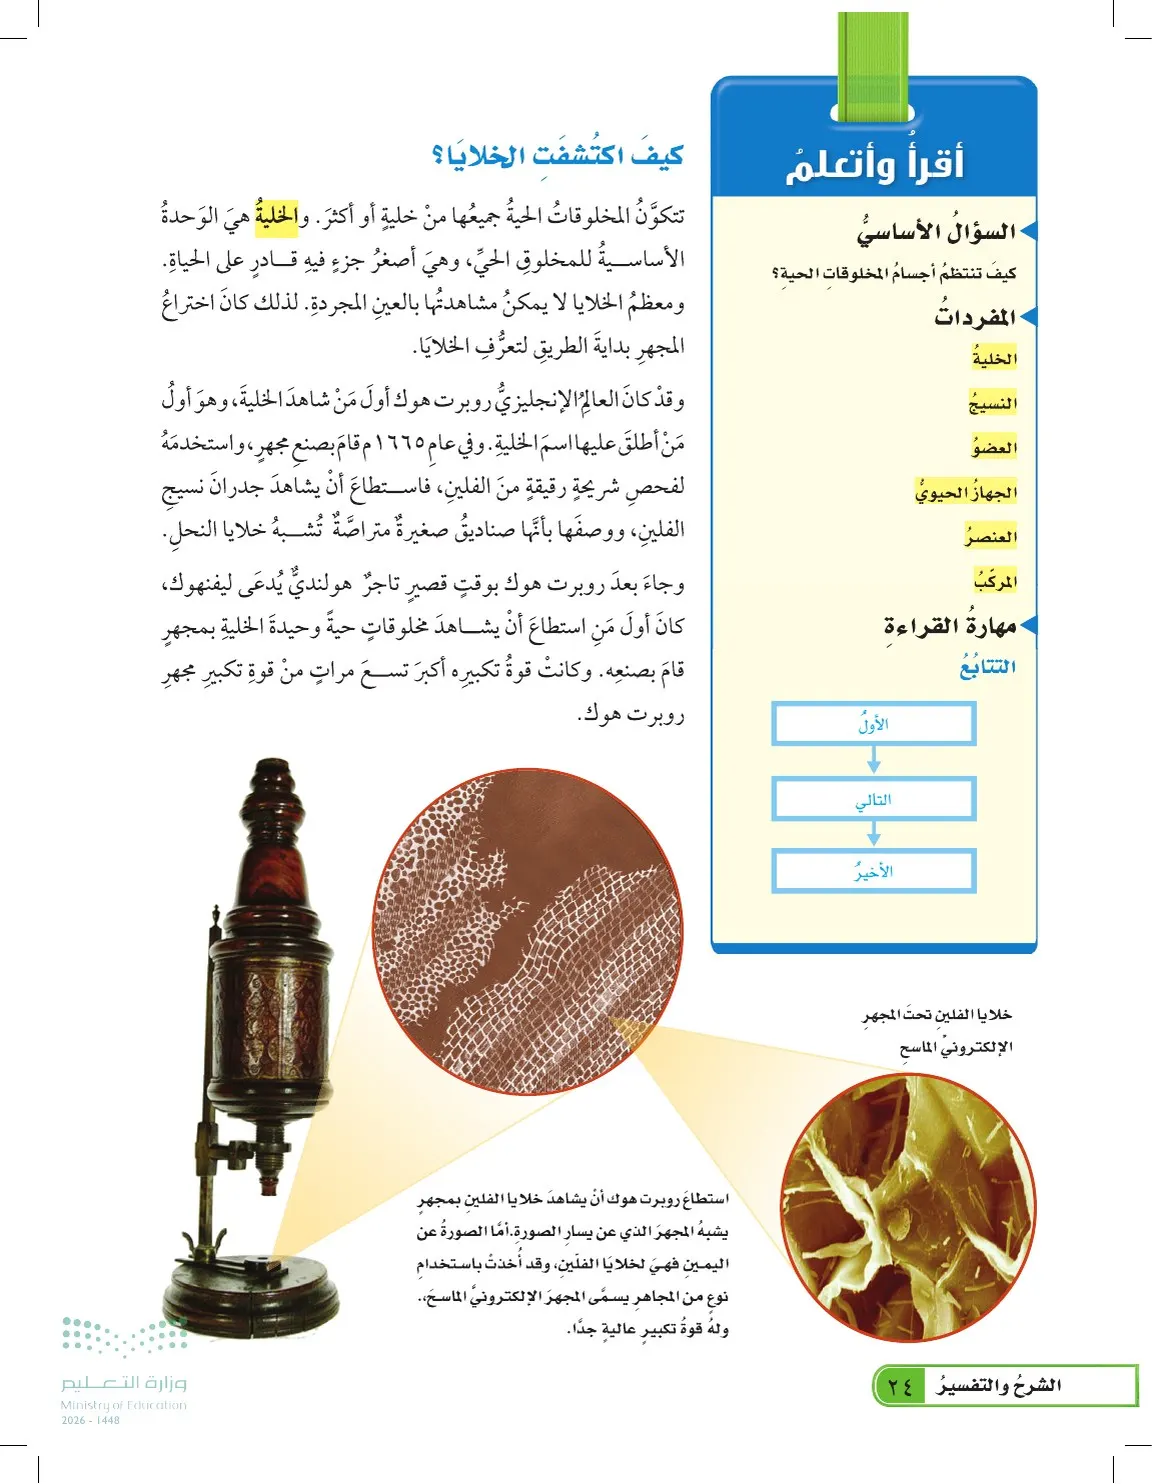 أقرأُ وأتعلمُ
السؤالُ الأساسيُّ
كيفَ تنتظمُ أجسامُ المخلوقاتِ الحيةِ؟
المفرداتُ
الخليةُ
النسيجُ
العضوُ
الجهازُ الحيويُّ
العنصرُ
المركَّبُ
مهارةُ القراءةِ
التتابُعُ
الأولُ
التالي
الأخيرُ
كيفَ اكتُشفَتِ الخلايَا؟
تتكوَّنُ المخلوقاتُ الحيةُ جميعُها منْ خليةٍ أو أكثرَ. والخليةُ هيَ الوَحدةُ
الأساسيةُ للمخلوقِ الحيِّ، وهيَ أصغرُ جزءٍ فيهِ قادرٍ على الحياةِ.
ومعظمُ الخلايا لا يمكنُ مشاهدتُها بالعينِ المجردةِ. لذلك كانَ اختراعُ
المجهرِ بدايةَ الطريقِ لتعرُّفِ الخلايَا.
وقدْ كانَ العالِمُ الإنجليزيُّ روبرت هوك أولَ مَنْ شاهدَ الخليةَ، وهوَ أولُ
مَنْ أطلقَ عليها اسمَ الخليةِ. وفي عامِ ١٦٦٥م قامَ بصنعِ مجهرٍ، واستخدمَهُ
لفحصِ شريحةٍ رقيقةٍ منَ الفلينِ، فاستطاعَ أنْ يشاهدَ جدرانَ نسيجِ
الفلينِ، ووصفَها بأنَّها صناديقُ صغيرةٌ متراصَّةٌ تُشبهُ خلايا النحلِ.
وجاءَ بعدَ روبرت هوك بوقتٍ قصيرٍ تاجرٌ هولنديٌّ يُدعَى ليفنهوك،
كانَ أولَ مَنِ استطاعَ أنْ يشاهدَ مخلوقاتٍ حيةً وحيدةَ الخليةِ بمجهرٍ
قامَ بصنعِه. وكانتْ قوةُ تكبيرِه أكبرَ تسعَ مراتٍ منْ قوةِ تكبيرِ مجهرِ
روبرت هوك.
خلايا الفلينِ تحتَ المجهرِ
الإلكترونيِّ الماسحِ
استطاعَ روبرت هوك أنْ يشاهدَ خلايا الفلينِ بمجهرٍ
يشبهُ المجهرَ الذي عن يسارِ الصورةِ.أمَّا الصورةُ عن
اليمينِ فهيَ لخلايَا الفلّينِ، وقد أُخذتْ باستخدامِ
نوعٍ من المجاهرِ يسمَّى المجهرَ الإلكترونيَّ الماسحَ،.
ولهُ قوةُ تكبيرٍ عاليةٍ جدًّا.
وزارة التعليم
Ministry of Education
2026 - 1448
الشرحُ والتفسيرُ ٢٤